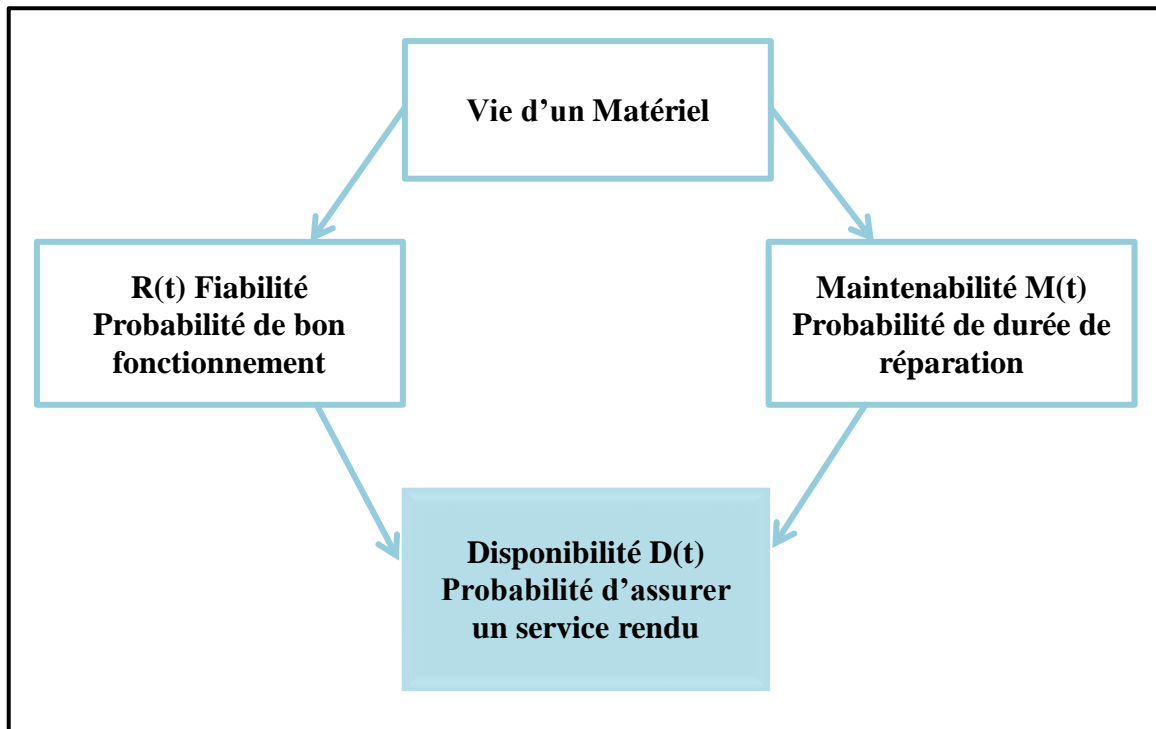 Vie d'un Matériel
R(t) Fiabilité
Probabilité de bon
fonctionnement
Maintenabilité M(t)
Probabilité de durée de
réparation
Disponibilité D(t)
Probabilité d'assurer
un service rendu